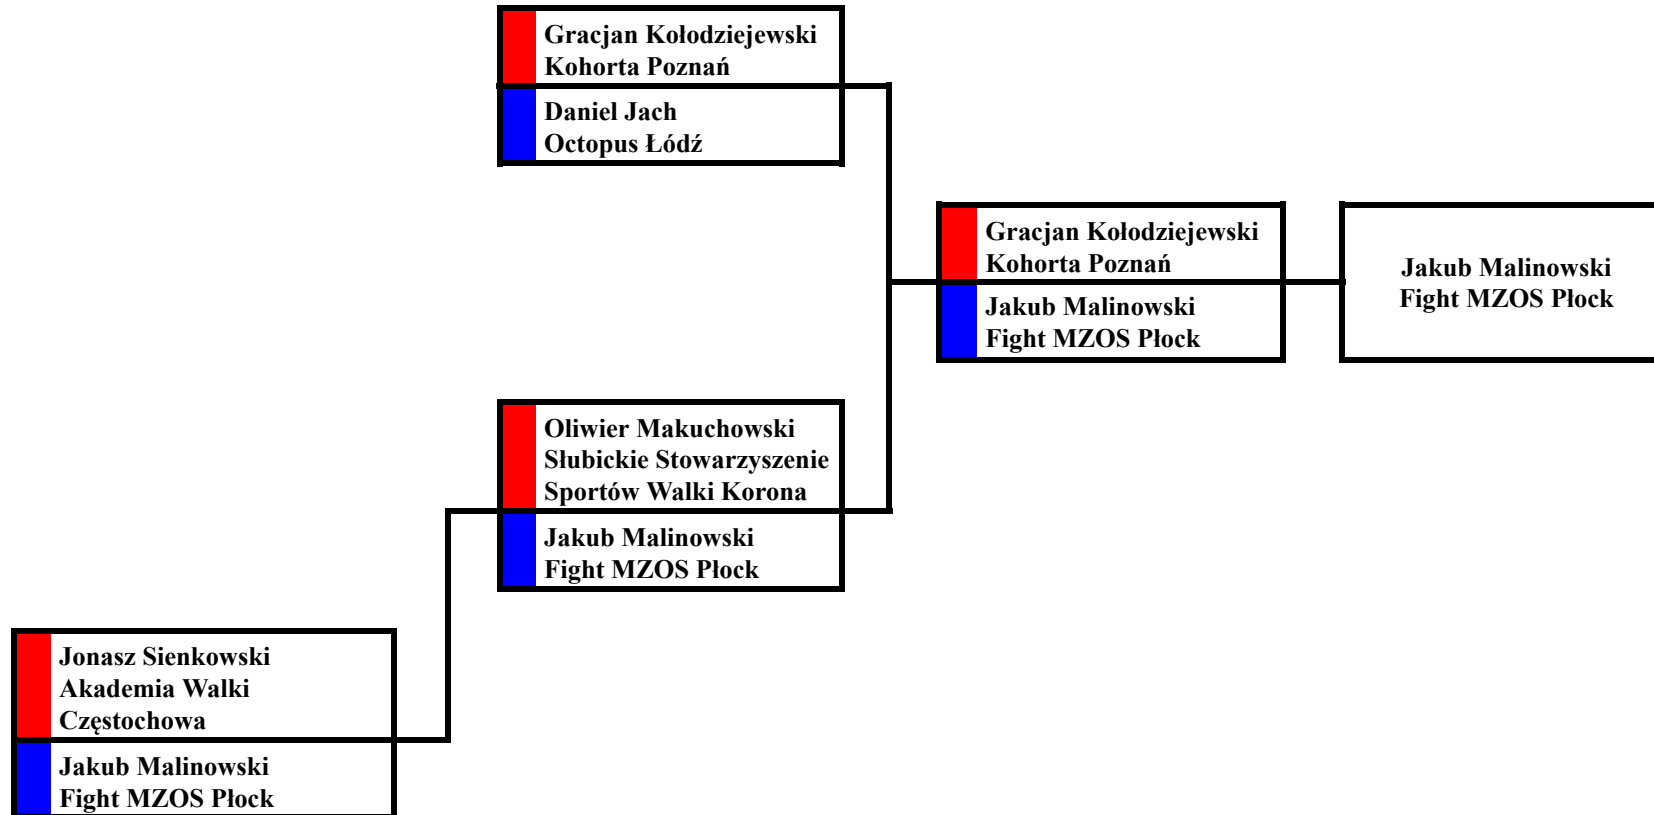 Gracjan Kołodziejewski
Kohorta Poznań
Daniel Jach
Octopus Łódź
Gracjan Kołodziejewski
Kohorta Poznań
Jakub Malinowski
Fight MZOS Płock
Jakub Malinowski
Fight MZOS Płock
Oliwier Makuchowski
Słubickie Stowarzyszenie
Sportów Walki Korona
Jakub Malinowski
Fight MZOS Płock
Jonasz Sienkowski
Akademia Walki
Częstochowa
Jakub Malinowski
Fight MZOS Płock